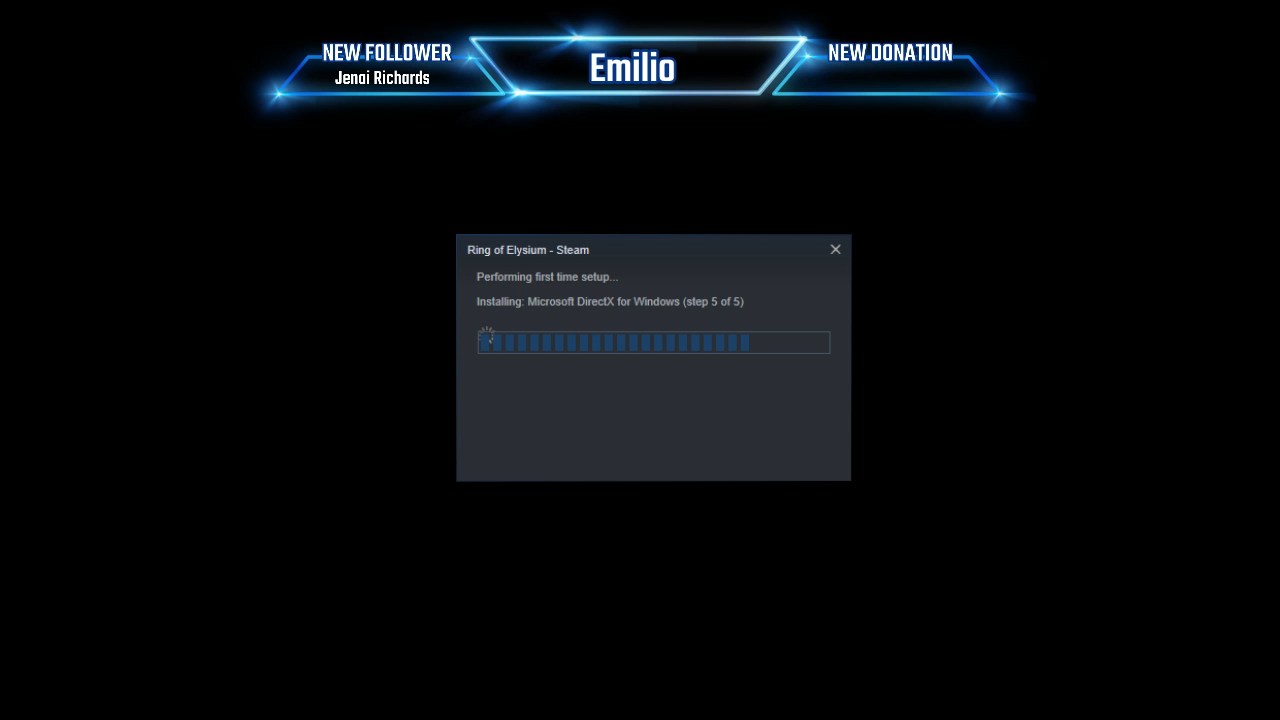 NEW FOLLOWER
Jenai Richards
Emilio
NEW DONATION
Ring of Elysium - Steam
Performing first time setup...
Installing: Microsoft DirectX for Windows (step 5 of 5)